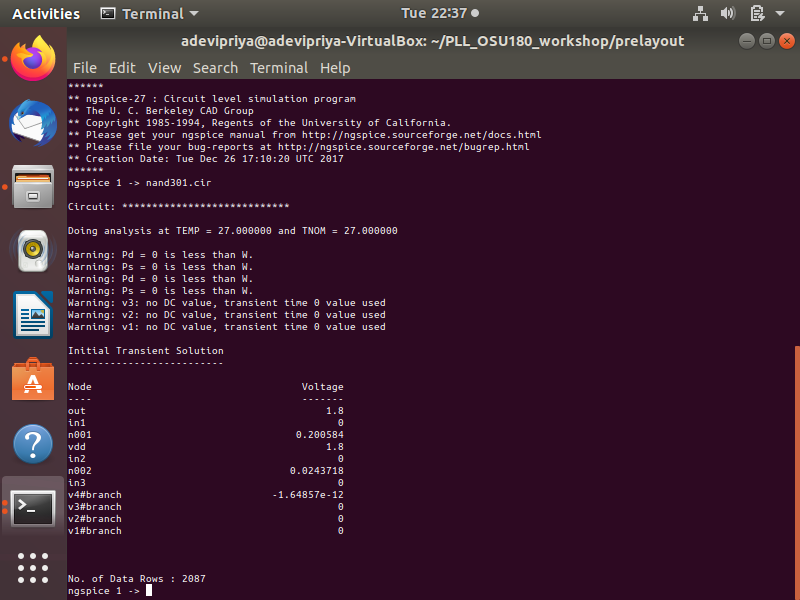 Activities Terminal Tue 22:37
adevipriya@adevipriya-VirtualBox: ~/PLL_OSU180_workshop/prelayout
File Edit View Search Terminal Help
******
** ngspice-27 : Circuit level simulation program
** The U. C. Berkeley CAD Group
** Copyright 1985-1994, Regents of the University of California.
** Please get your ngspice manual from http://ngspice.sourceforge.net/docs.html
** Please file your bug-reports at http://ngspice.sourceforge.net/bugrep.html
** Creation Date: Tue Dec 26 17:10:20 UTC 2017
******
ngspice 1 -> nand301.cir
Circuit: ****************************
Doing analysis at TEMP = 27.000000 and TNOM = 27.000000
Warning: Pd = 0 is less than W.
Warning: Ps = 0 is less than W.
Warning: Pd = 0 is less than W.
Warning: Ps = 0 is less than W.
Warning: v3: no DC value, transient time 0 value used
Warning: v2: no DC value, transient time 0 value used
Warning: v1: no DC value, transient time 0 value used
Initial Transient Solution
--------------------------
Node Voltage
---- -------
out 1.8
in1 0
n001 0.200584
vdd 1.8
in2 0
n002 0.0243718
in3 0
v4#branch -1.64857e-12
v3#branch 0
v2#branch 0
v1#branch 0
No. of Data Rows : 2087
ngspice 1 ->